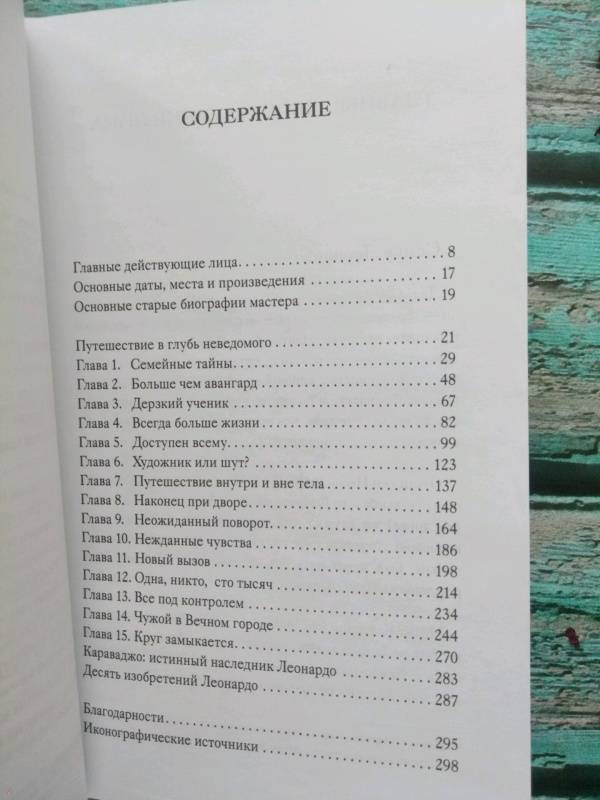 СОДЕРЖАНИЕ
Главные действующие лица. . . . . . . . . . . . . . . . . . . . . . . . . 8
Основные даты, места и произведения . . . . . . . . . . . . . . . . 17
Основные старые биографии мастера . . . . . . . . . . . . . . . . . 19
Путешествие в глубь неведомого . . . . . . . . . . . . . . . . . . . . 21
Глава 1. Семейные тайны. . . . . . . . . . . . . . . . . . . . . . . . . 29
Глава 2. Больше чем авангард . . . . . . . . . . . . . . . . . . . . . 48
Глава 3. Дерзкий ученик . . . . . . . . . . . . . . . . . . . . . . . . . 67
Глава 4. Всегда больше жизни . . . . . . . . . . . . . . . . . . . . . 82
Глава 5. Доступен всему. . . . . . . . . . . . . . . . . . . . . . . . . . 99
Глава 6. Художник или шут? . . . . . . . . . . . . . . . . . . . . . . 123
Глава 7. Путешествие внутри и вне тела . . . . . . . . . . . . . 137
Глава 8. Наконец при дворе . . . . . . . . . . . . . . . . . . . . . . 148
Глава 9. Неожиданный поворот. . . . . . . . . . . . . . . . . . . . 164
Глава 10. Нежданные чувства . . . . . . . . . . . . . . . . . . . . . 186
Глава 11. Новый вызов . . . . . . . . . . . . . . . . . . . . . . . . . . 198
Глава 12. Одна, никто, сто тысяч . . . . . . . . . . . . . . . . . . 214
Глава 13. Все под контролем . . . . . . . . . . . . . . . . . . . . . . 234
Глава 14. Чужой в Вечном городе . . . . . . . . . . . . . . . . . . 244
Глава 15. Круг замыкается. . . . . . . . . . . . . . . . . . . . . . . . 270
Караваджо: истинный наследник Леонардо . . . . . . . . . . . 283
Десять изобретений Леонардо . . . . . . . . . . . . . . . . . . . . . 287
Благодарности. . . . . . . . . . . . . . . . . . . . . . . . . . . . . . . . . 295
Иконографические источники . . . . . . . . . . . . . . . . . . . . . 298